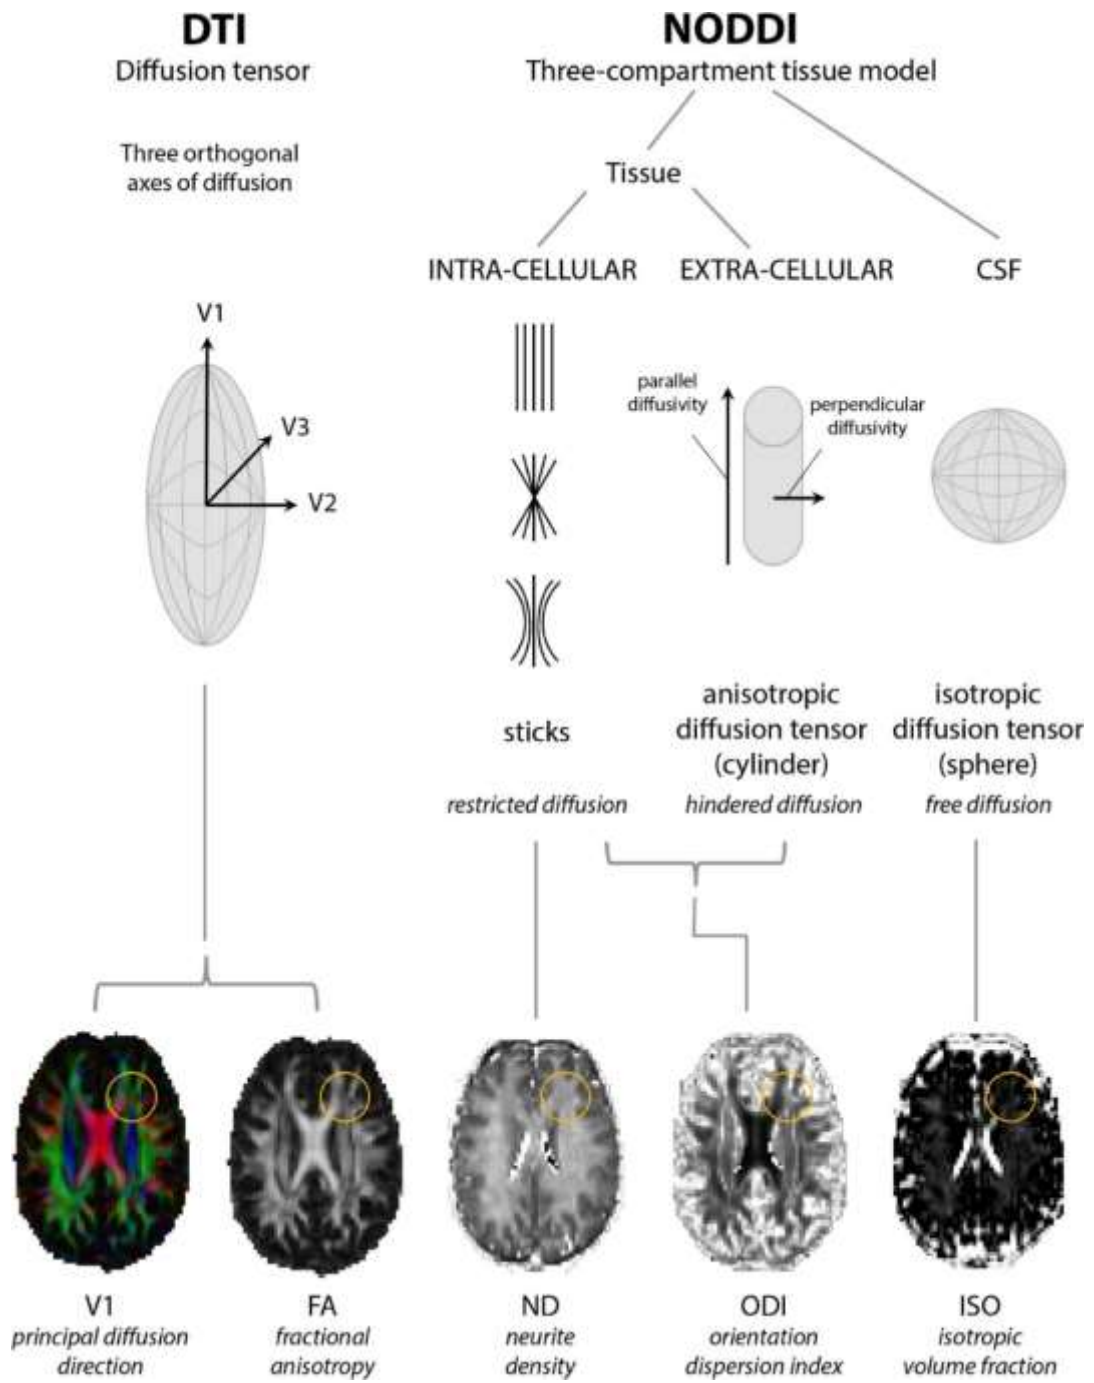 DTI
Diffusion tensor
Three orthogonal
axes of diffusion
V1
V3
V2
NODDI
Three-compartment tissue model
Tissue
INTRA-CELLULAR
EXTRA-CELLULAR
CSF
parallel
diffusivity
perpendicular
diffusivity
sticks
restricted diffusion
anisotropic
diffusion tensor
(cylinder)
hindered diffusion
isotropic
diffusion tensor
(sphere)
free diffusion
V1
principal diffusion
direction
FA
fractional
anisotropy
ND
neurite
density
ODI
orientation
dispersion index
ISO
isotropic
volume fraction